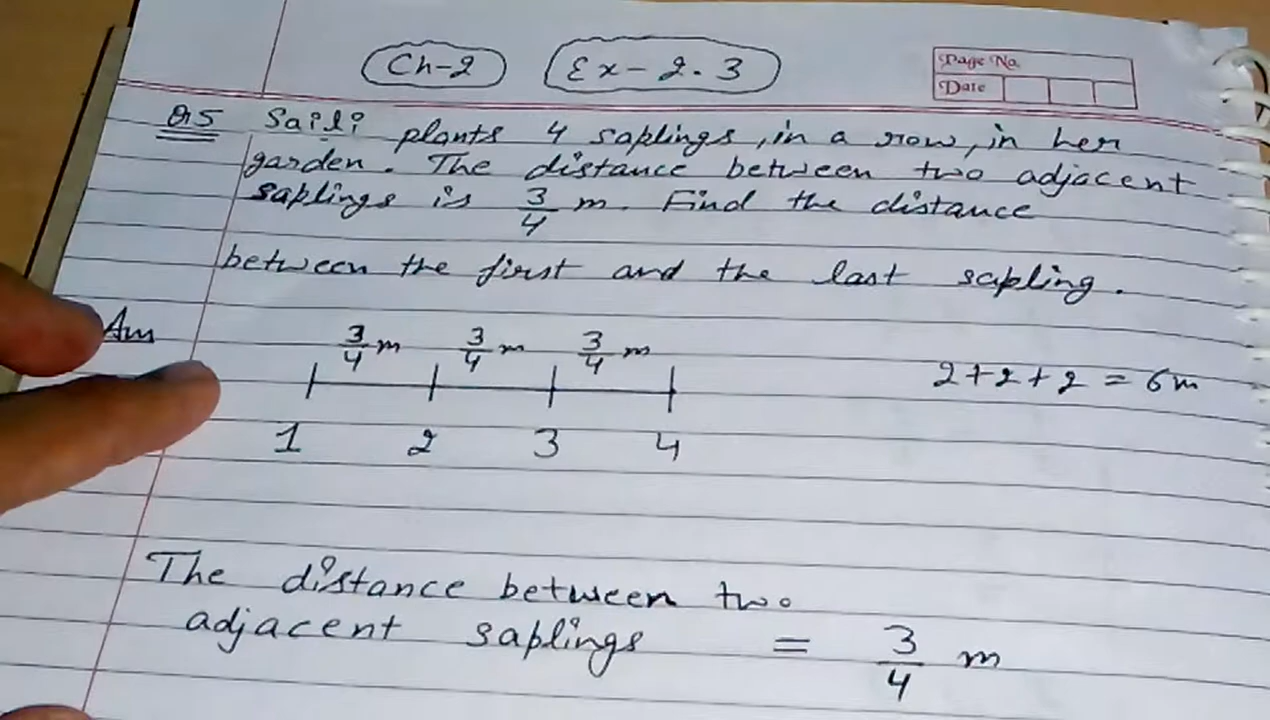 Ch-2 Ex-2.3
Page No.
Date
Q5 Saili plants 4 saplings, in a row, in her
garden. The distance between two adjacent
saplings is 3/4 m. Find the distance
between the first and the last sapling.
Ans
3/4 m 3/4 m 3/4 m
2+2+2 = 6m
1 2 3 4
The distance between two
adjacent saplings = 3/4 m